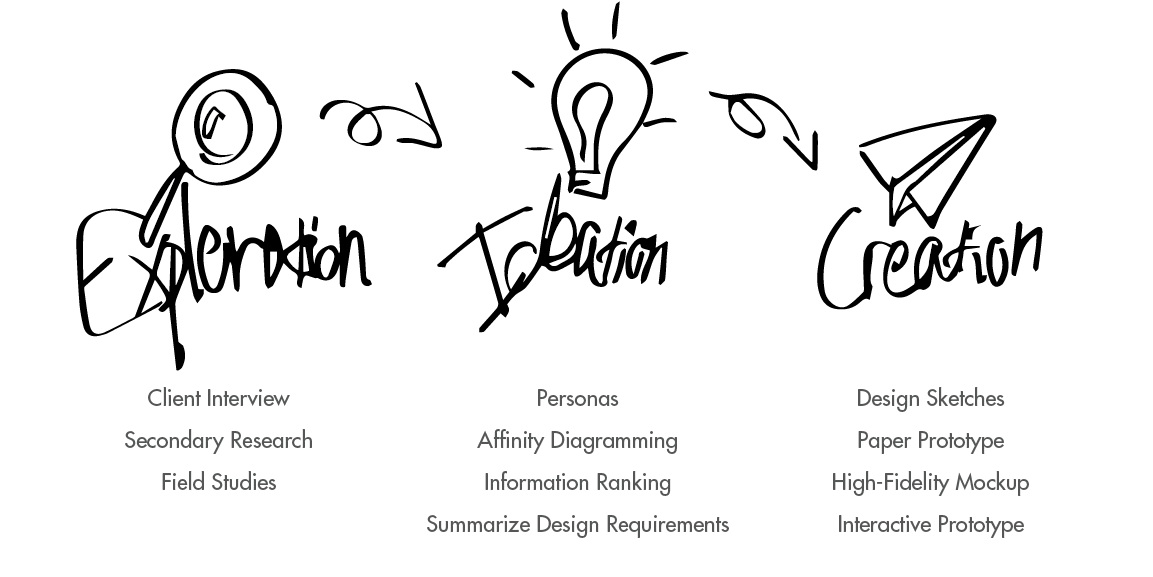 Exploration
Ideation
Creation
Client Interview
Secondary Research
Field Studies
Personas
Affinity Diagramming
Information Ranking
Summarize Design Requirements
Design Sketches
Paper Prototype
High-Fidelity Mockup
Interactive Prototype